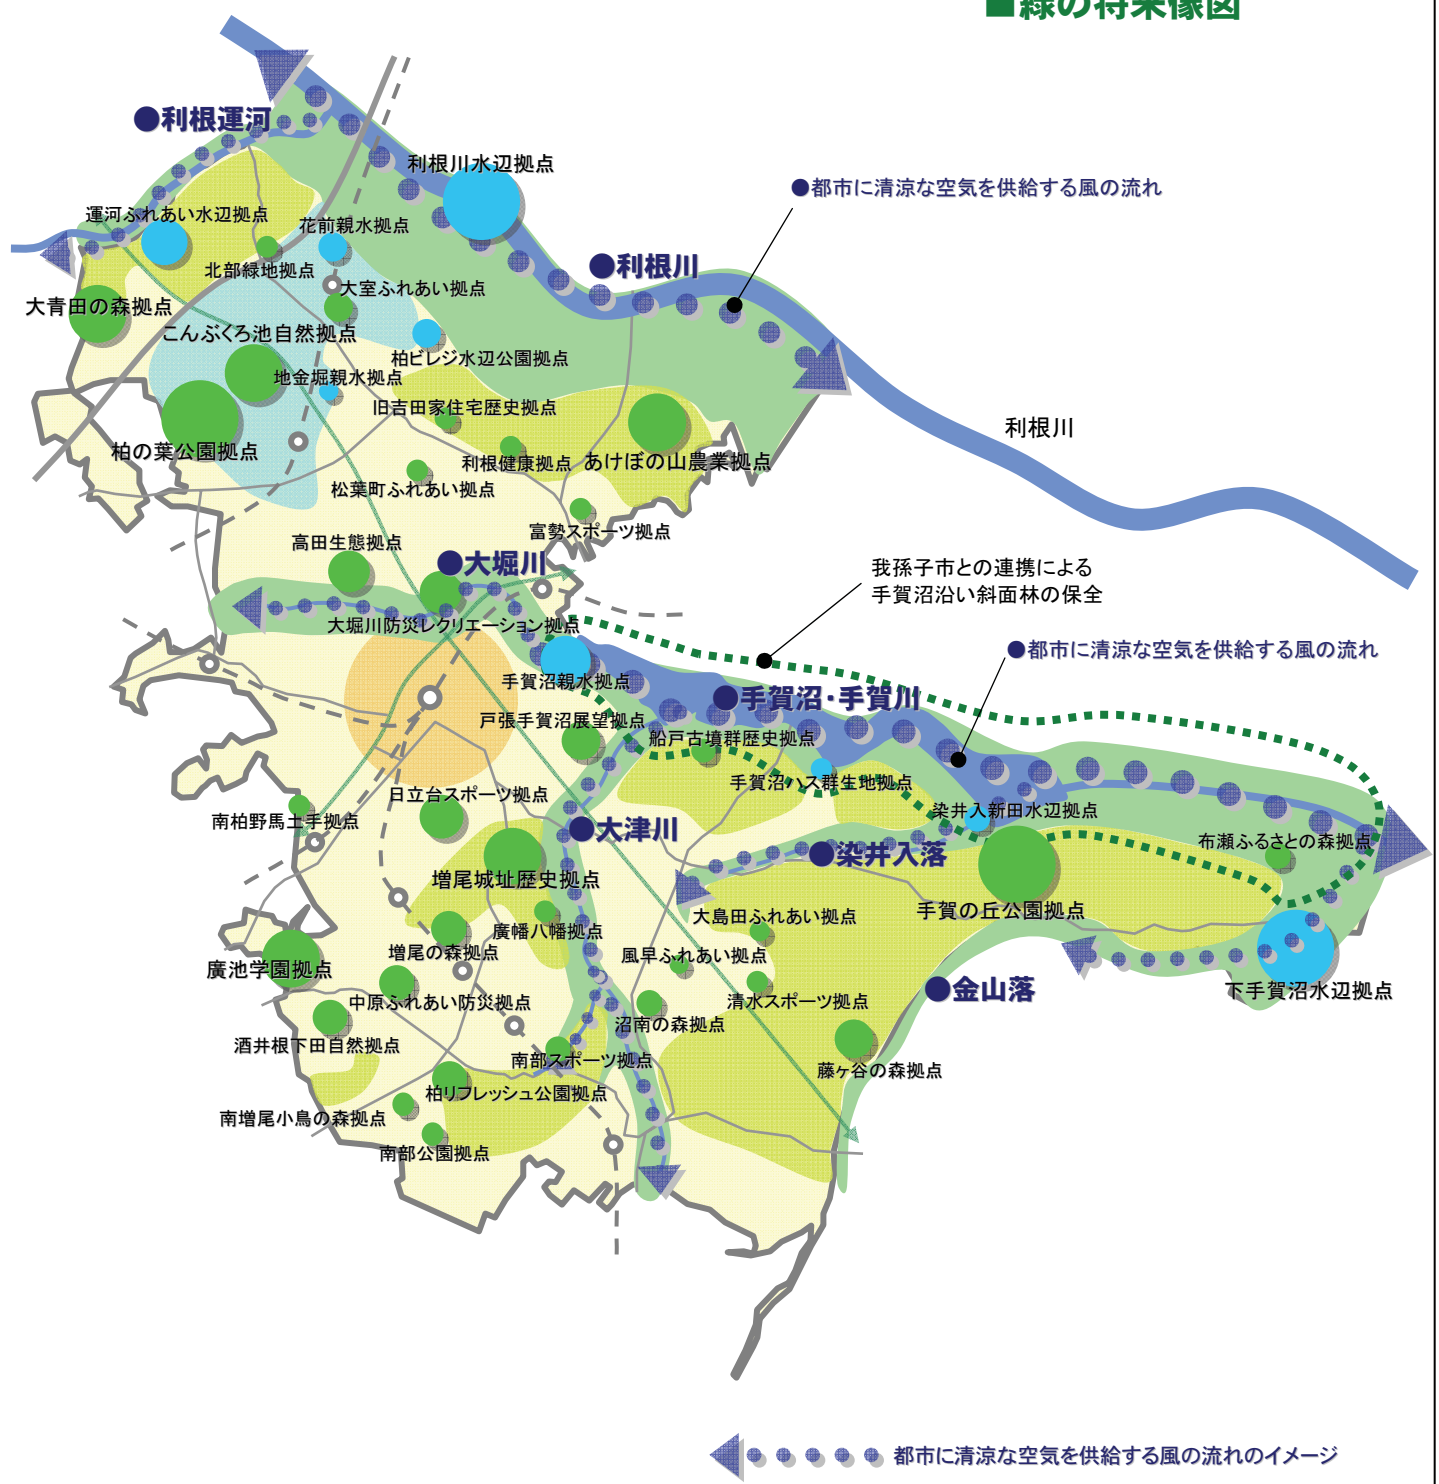 ■緑の将来像図
●利根運河
利根川水辺拠点
●都市に清涼な空気を供給する風の流れ
運河ふれあい水辺拠点
花前親水拠点
北部緑地拠点
●利根川
大室ふれあい拠点
大青田の森拠点
こんぶくろ池自然拠点
柏ビレジ水辺公園拠点
地金堀親水拠点
旧吉田家住宅歴史拠点
利根川
柏の葉公園拠点
利根健康拠点
あけぼの山農業拠点
松葉町ふれあい拠点
富勢スポーツ拠点
高田生態拠点
●大堀川
我孫子市との連携による
手賀沼沿い斜面林の保全
大堀川防災レクリエーション拠点
●都市に清涼な空気を供給する風の流れ
手賀沼親水拠点
●手賀沼・手賀川
戸張手賀沼展望拠点
船戸古墳群歴史拠点
手賀沼ハス群生地拠点
日立台スポーツ拠点
染井入新田水辺拠点
南柏野馬土手拠点
●大津川
●染井入落
布瀬ふるさとの森拠点
増尾城址歴史拠点
大島田ふれあい拠点
手賀の丘公園拠点
廣幡八幡拠点
増尾の森拠点
風早ふれあい拠点
廣池学園拠点
●金山落
下手賀沼水辺拠点
中原ふれあい防災拠点
清水スポーツ拠点
沼南の森拠点
酒井根下田自然拠点
南部スポーツ拠点
藤ヶ谷の森拠点
柏リフレッシュ公園拠点
南増尾小鳥の森拠点
南部公園拠点
都市に清涼な空気を供給する風の流れのイメージ